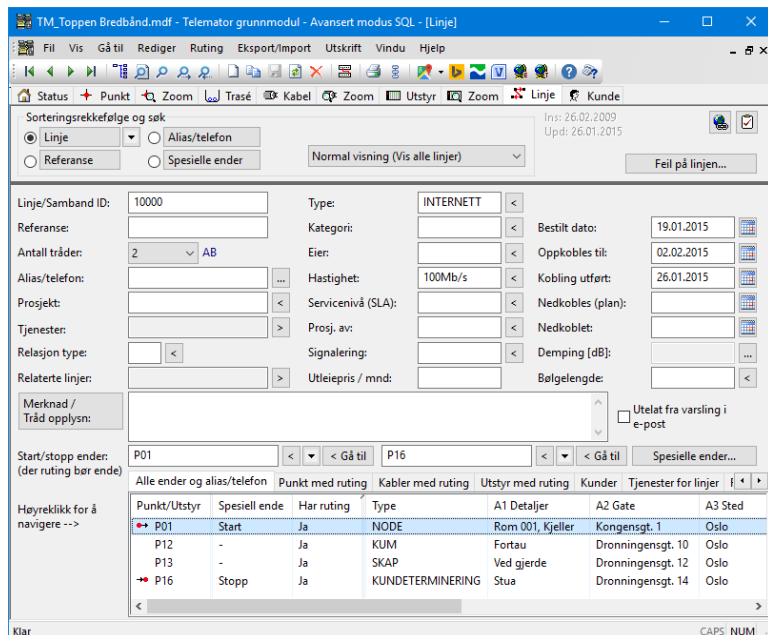 TM_Toppen Bredbånd.mdf - Telemator grunnmodul - Avansert modus SQL - [Linje]
Fil Vis Gå til Rediger Ruting Eksport/Import Utskrift Vindu Hjelp
Status Punkt Zoom Trasé Kabel Zoom Utstyr Zoom Linje Kunde
Sorteringsrekkefølge og søk
Ins: 26.02.2009
Linje Alias/telefon
Upd: 26.01.2015
Normal visning (Vis alle linjer)
Referanse Spesielle ender
Feil på linjen...
Linje/Samband ID: 10000 Type: INTERNETT <
Referanse: Kategori: < Bestilt dato: 19.01.2015
Antall tråder: 2 AB Eier: < Oppkobles til: 02.02.2015
Alias/telefon: ... Hastighet: 100Mb/s < Kobling utført: 26.01.2015
Prosjekt: < Servicenivå (SLA): < Nedkobles (plan):
Tjenester: > Prosj. av: < Nedkoblet:
Relasjon type: < Signalering: < Demping [dB]: ...
Relaterte linjer: > Utleiepris / mnd: Bølgelengde: <
Merknad /
Tråd opplysn:
Utelat fra varsling i
e-post
Start/stopp ender: P01 < < Gå til P16 < < Gå til Spesielle ender...
(der ruting bør ende)
Alle ender og alias/telefon Punkt med ruting Kabler med ruting Utstyr med ruting Kunder Tjenester for linjer
Høyreklikk for å
navigere -->
Punkt/Utstyr Spesiell ende Har ruting Type A1 Detaljer A2 Gate A3 Sted
P01 Start Ja NODE Rom 001, Kjeller Kongensgt. 1 Oslo
P12 - Ja KUM Fortau Dronningensgt. 10 Oslo
P13 - Ja SKAP Ved gjerde Dronningensgt. 12 Oslo
P16 Stopp Ja KUNDETERMINERING Stua Dronningensgt. 14 Oslo
Klar CAPS NUM